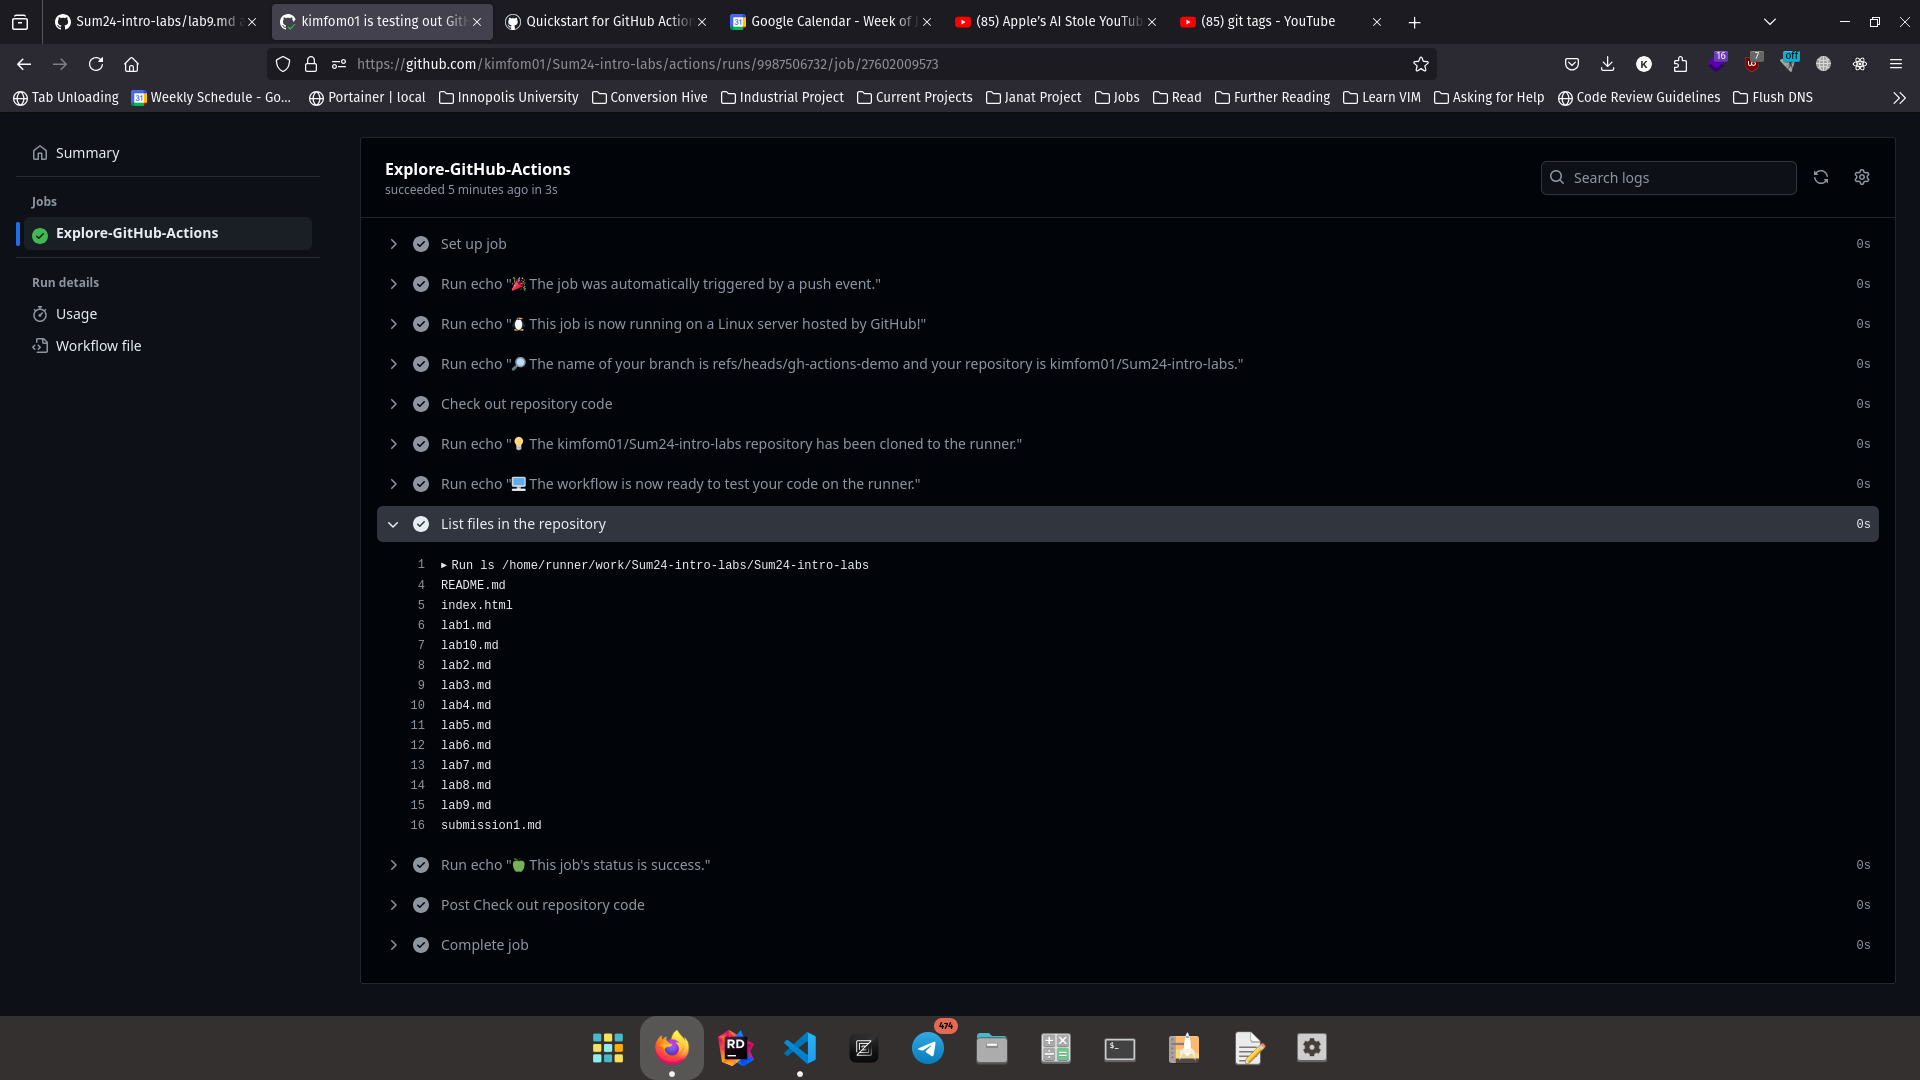 Sum24-intro-labs/lab9.md a
kimfom01 is testing out Git
Quickstart for GitHub Action
Google Calendar - Week of J
(85) Apple's AI Stole YouTub
(85) git tags - YouTube
https://github.com/kimfom01/Sum24-intro-labs/actions/runs/9987506732/job/27602009573
16
7
off
K
Tab Unloading
Weekly Schedule - Go...
Portainer | local
Innopolis University
Conversion Hive
Industrial Project
Current Projects
Janat Project
Jobs
Read
Further Reading
Learn VIM
Asking for Help
Code Review Guidelines
Flush DNS
Summary
Jobs
Explore-GitHub-Actions
Run details
Usage
Workflow file
Explore-GitHub-Actions
succeeded 5 minutes ago in 3s
Search logs
Set up job 0s
Run echo "🎉 The job was automatically triggered by a push event." 0s
Run echo "🐧 This job is now running on a Linux server hosted by GitHub!" 0s
Run echo "🔎 The name of your branch is refs/heads/gh-actions-demo and your repository is kimfom01/Sum24-intro-labs." 0s
Check out repository code 0s
Run echo "💡 The kimfom01/Sum24-intro-labs repository has been cloned to the runner." 0s
Run echo "🖥️ The workflow is now ready to test your code on the runner." 0s
List files in the repository 0s
1 ▸ Run ls /home/runner/work/Sum24-intro-labs/Sum24-intro-labs
4 README.md
5 index.html
6 lab1.md
7 lab10.md
8 lab2.md
9 lab3.md
10 lab4.md
11 lab5.md
12 lab6.md
13 lab7.md
14 lab8.md
15 lab9.md
16 submission1.md
Run echo "🍏 This job's status is success." 0s
Post Check out repository code 0s
Complete job 0s
RD
474
$_